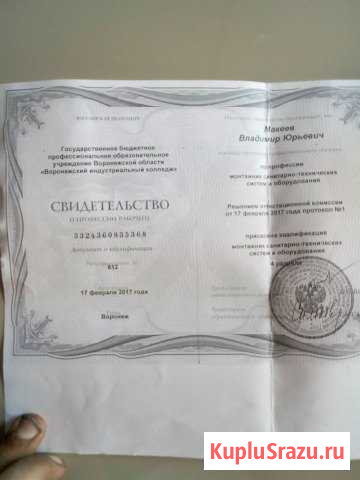 Государственное бюджетное
профессиональное образовательное
учреждение Воронежской области
«Воронежский индустриальный колледж»
СВИДЕТЕЛЬСТВО
О ПРОФЕССИИ РАБОЧЕГО
Документ о квалификации
612
17 февраля 2017 года
Воронеж
Макеев
Владимир Юрьевич
по профессии
монтажник санитарно-технических
систем и оборудования
Решением аттестационной комиссии
от 17 февраля 2017 года протокол №1
присвоена квалификация
монтажник санитарно-технических
систем и оборудования
4 разряда
KupluSrazu.ru